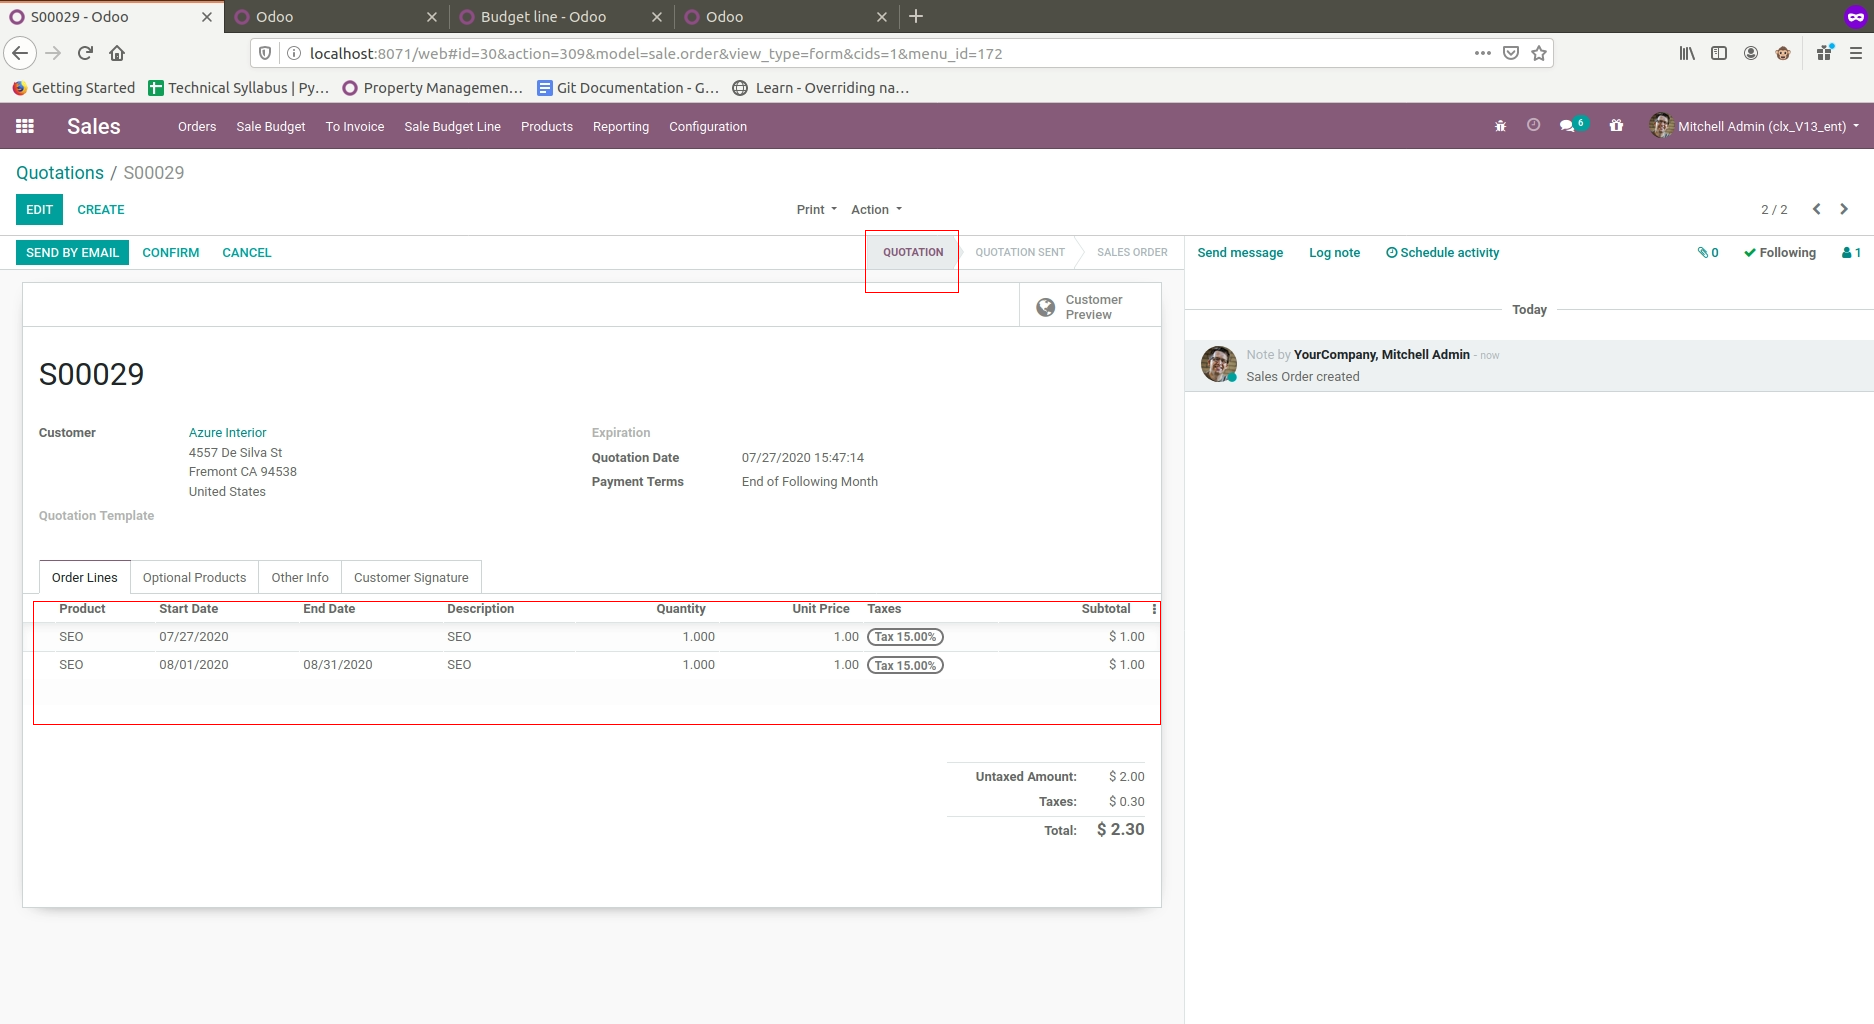 S00029 - Odoo
Odoo
Budget line - Odoo
Odoo
localhost:8071/web#id=30&action=309&model=sale.order&view_type=form&cids=1&menu_id=172
Getting Started
Technical Syllabus | Py...
Property Managemen...
Git Documentation - G...
Learn - Overriding na...
Sales
Orders
Sale Budget
To Invoice
Sale Budget Line
Products
Reporting
Configuration
6
Mitchell Admin (clx_V13_ent)
Quotations / S00029
EDIT
CREATE
Print
Action
2 / 2
SEND BY EMAIL
CONFIRM
CANCEL
QUOTATION
QUOTATION SENT
SALES ORDER
Send message
Log note
Schedule activity
0
Following
1
Customer
Preview
Today
Note by YourCompany, Mitchell Admin - now
Sales Order created
S00029
Customer
Azure Interior
4557 De Silva St
Fremont CA 94538
United States
Expiration
Quotation Date 07/27/2020 15:47:14
Payment Terms End of Following Month
Quotation Template
Order Lines
Optional Products
Other Info
Customer Signature
Product Start Date End Date Description Quantity Unit Price Taxes Subtotal
SEO 07/27/2020 SEO 1.000 1.00 Tax 15.00% $ 1.00
SEO 08/01/2020 08/31/2020 SEO 1.000 1.00 Tax 15.00% $ 1.00
Untaxed Amount: $ 2.00
Taxes: $ 0.30
Total: $ 2.30